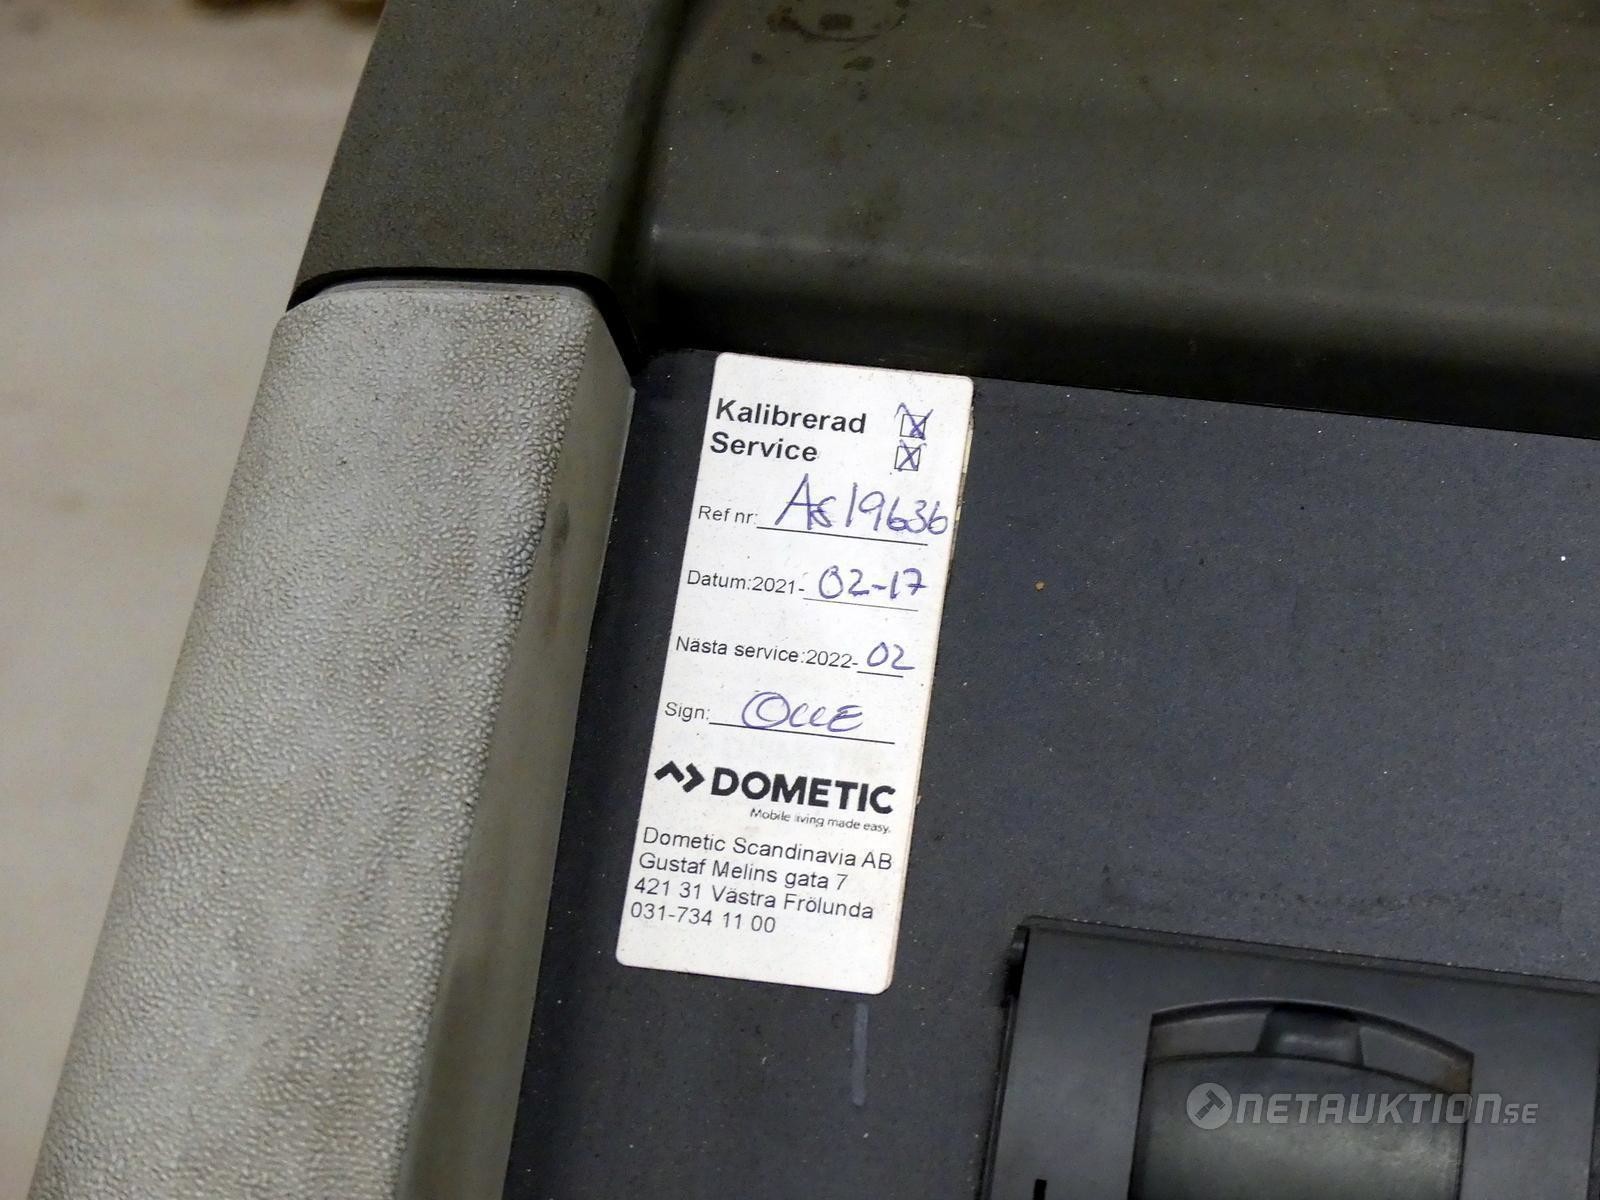 Kalibrerad
Service
Ref nr: As19636
Datum:2021-02-17
Nästa service:2022-02
Sign: OLLE
DOMETIC
Mobile living made easy.
Dometic Scandinavia AB
Gustaf Melins gata 7
421 31 Västra Frölunda
031-734 11 00
NETAUKTION.SE